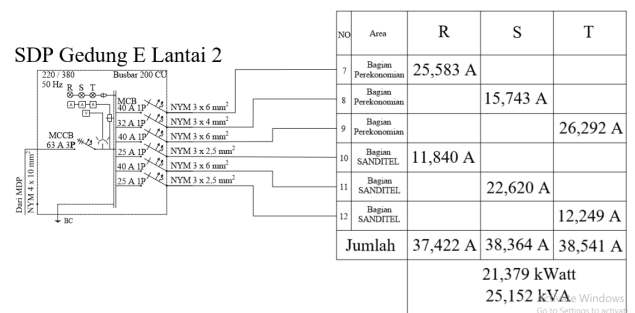 SDP Gedung E Lantai 2
220 / 380
50 Hz
Busbar 200 CU
R S T
MCB
40 A 1P
NYM 3 x 6 mm²
32 A 1P
NYM 3 x 4 mm²
40 A 1P
NYM 3 x 6 mm²
25 A 1P
NYM 3 x 2,5 mm²
40 A 1P
NYM 3 x 6 mm²
25 A 1P
NYM 3 x 2,5 mm²
MCCB
63 A 3P
Dari MDP
NYM 4 x 10 mm²
BC
NO Area R S T
7 Bagian Perekonomian 25,583 A
8 Bagian Perekonomian 15,743 A
9 Bagian Perekonomian 26,292 A
10 Bagian SANDITEL 11,840 A
11 Bagian SANDITEL 22,620 A
12 Bagian SANDITEL 12,249 A
Jumlah 37,422 A 38,364 A 38,541 A
21,379 kWatt
25,152 kVA
Windows
Go to Settings to activat